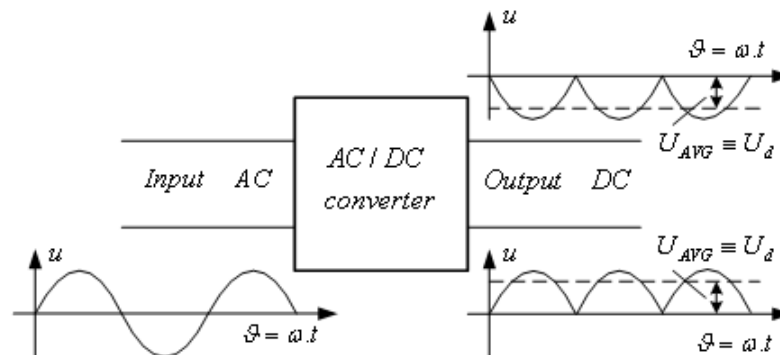 u
ϑ = ω.t
U_AVG ≡ U_d
Input AC
AC / DC
converter
Output DC
u
ϑ = ω.t
u
U_AVG ≡ U_d
ϑ = ω.t